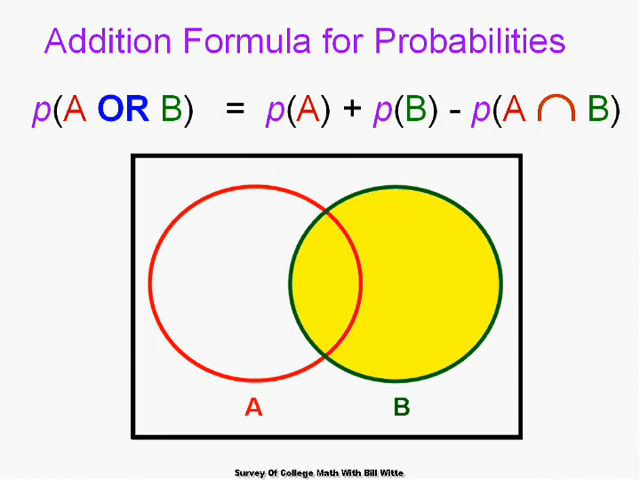 Addition Formula for Probabilities
p(A OR B) = p(A) + p(B) - p(A ∩ B)
A B
Survey Of College Math With Bill Witte